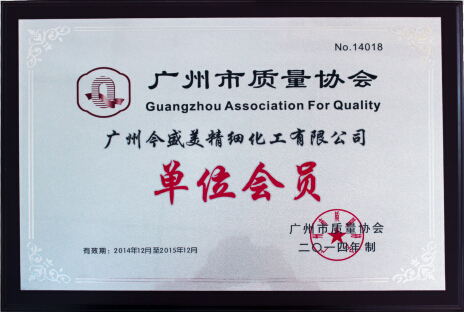 No.14018
广州市质量协会
Guangzhou Association For Quality
广州今盛美精细化工有限公司
单位会员
广州市质量协会
二〇一四年 制
有效期：2014年12月至2015年12月